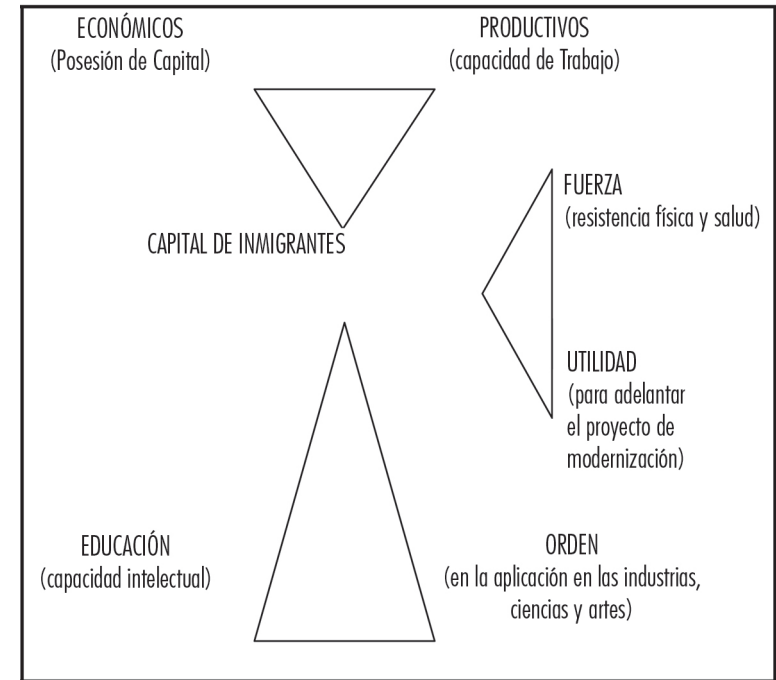 ECONÓMICOS
(Posesión de Capital)
PRODUCTIVOS
(capacidad de Trabajo)
FUERZA
(resistencia física y salud)
CAPITAL DE INMIGRANTES
UTILIDAD
(para adelantar
el proyecto de
modernización)
EDUCACIÓN
(capacidad intelectual)
ORDEN
(en la aplicación en las industrias,
ciencias y artes)